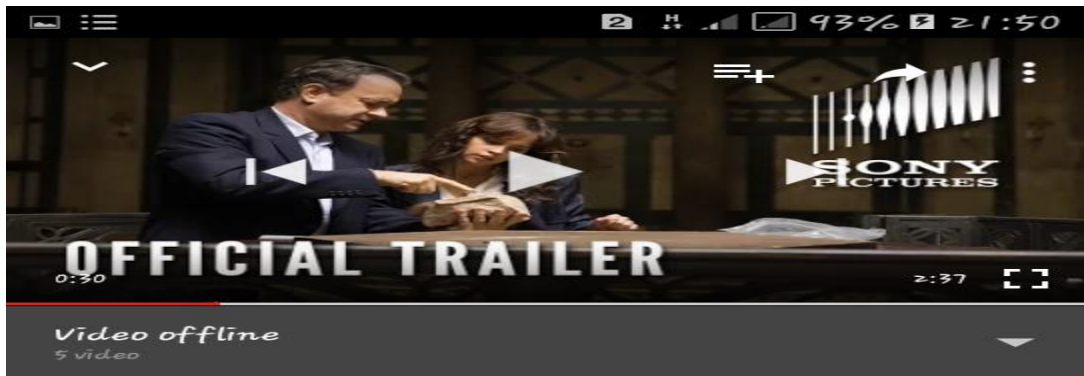 2 H 93% 21:50
SONY
PICTURES
OFFICIAL TRAILER
0:30 2:37
Video offline
5 video